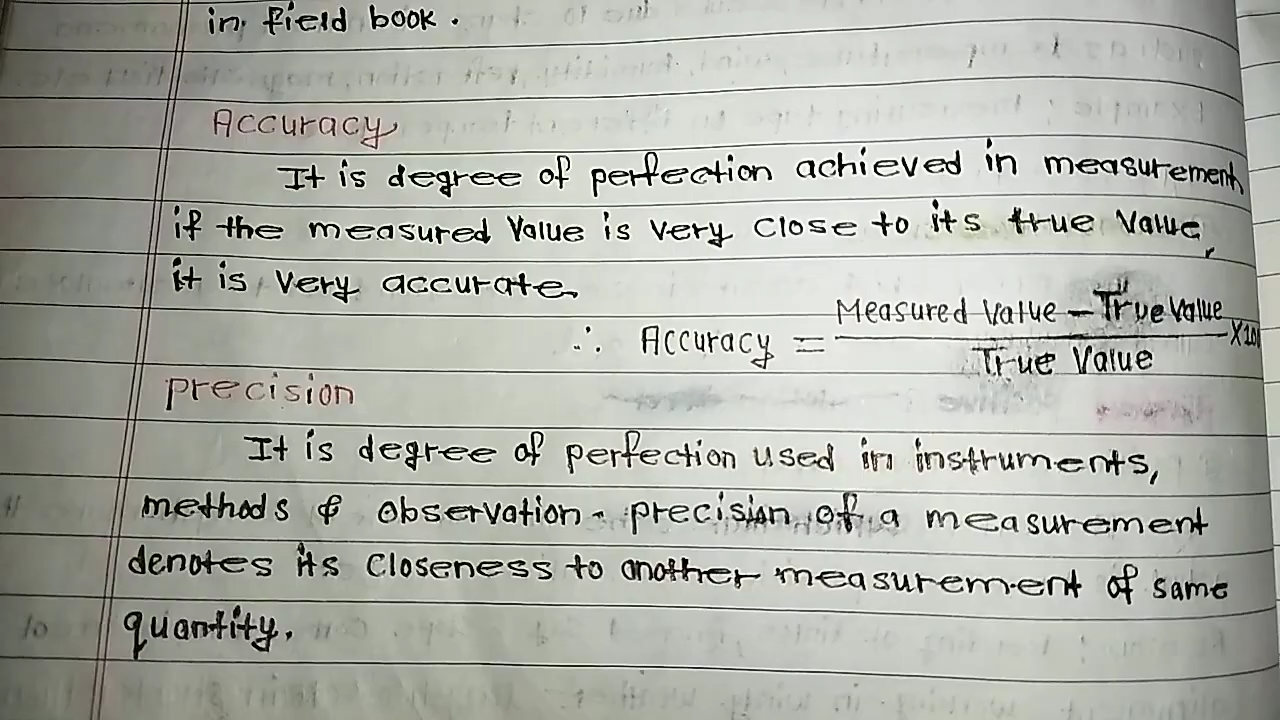 in field book.
Accuracy
It is degree of perfection achieved in measurement
if the measured value is very close to its true value,
it is very accurate.
∴ Accuracy = (Measured Value - True Value) / (True Value) X100
precision
It is degree of perfection used in instruments,
methods & observation. precision of a measurement
denotes its closeness to another measurement of same
quantity.